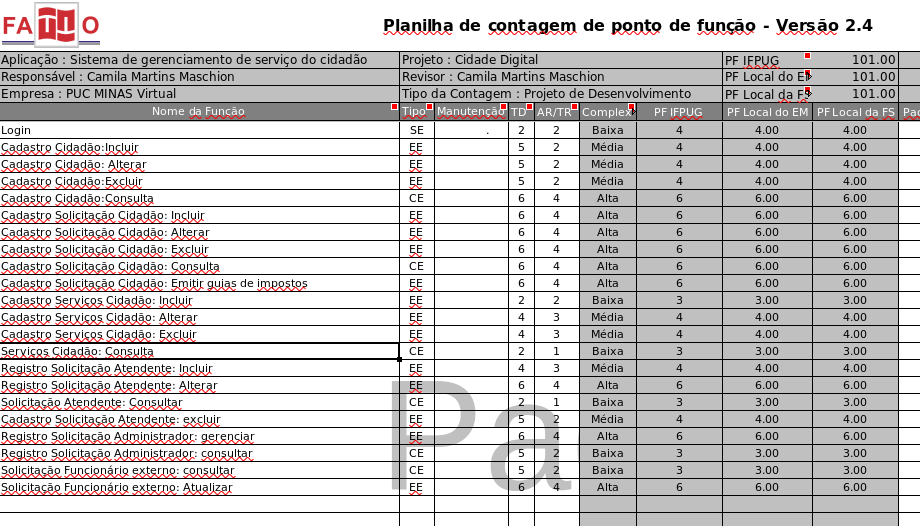 FATTO
Planilha de contagem de ponto de função - Versão 2.4
Aplicação : Sistema de gerenciamento de serviço do cidadão Projeto : Cidade Digital PF IFPUG 101.00
Responsável : Camila Martins Maschion Revisor : Camila Martins Maschion PF Local do EM 101.00
Empresa : PUC MINAS Virtual Tipo da Contagem : Projeto de Desenvolvimento PF Local da FS 101.00
Nome da Função Tipo Manutenção TD AR/TR Complex PF IFPUG PF Local do EM PF Local da FS
Login SE . 2 2 Baixa 4 4.00 4.00
Cadastro Cidadão:Incluir EE 5 2 Média 4 4.00 4.00
Cadastro Cidadão: Alterar EE 5 2 Média 4 4.00 4.00
Cadastro Cidadão:Excluir EE 5 2 Média 4 4.00 4.00
Cadastro Cidadão:Consulta CE 6 4 Alta 6 6.00 6.00
Cadastro Solicitação Cidadão: Incluir EE 6 4 Alta 6 6.00 6.00
Cadastro Solicitação Cidadão: Alterar EE 6 4 Alta 6 6.00 6.00
Cadastro Solicitação Cidadão: Excluir EE 6 4 Alta 6 6.00 6.00
Cadastro Solicitação Cidadão: Consulta CE 6 4 Alta 6 6.00 6.00
Cadastro Solicitação Cidadão: Emitir guias de impostos EE 6 4 Alta 6 6.00 6.00
Cadastro Serviços Cidadão: Incluir EE 2 2 Baixa 3 3.00 3.00
Cadastro Serviços Cidadão: Alterar EE 4 3 Média 4 4.00 4.00
Cadastro Serviços Cidadão: Excluir EE 4 3 Média 4 4.00 4.00
Serviços Cidadão: Consulta CE 2 1 Baixa 3 3.00 3.00
Registro Solicitação Atendente: Incluir EE 4 3 Média 4 4.00 4.00
Registro Solicitação Atendente: Alterar EE 6 4 Alta 6 6.00 6.00
Solicitação Atendente: Consultar CE 2 1 Baixa 3 3.00 3.00
Cadastro Solicitação Atendente: excluir EE 5 2 Média 4 4.00 4.00
Registro Solicitação Administrador: gerenciar EE 6 4 Alta 6 6.00 6.00
Registro Solicitação Administrador: consultar CE 5 2 Baixa 3 3.00 3.00
Solicitação Funcionário externo: consultar CE 5 2 Baixa 3 3.00 3.00
Solicitação Funcionário externo: Atualizar EE 6 4 Alta 6 6.00 6.00
Pa